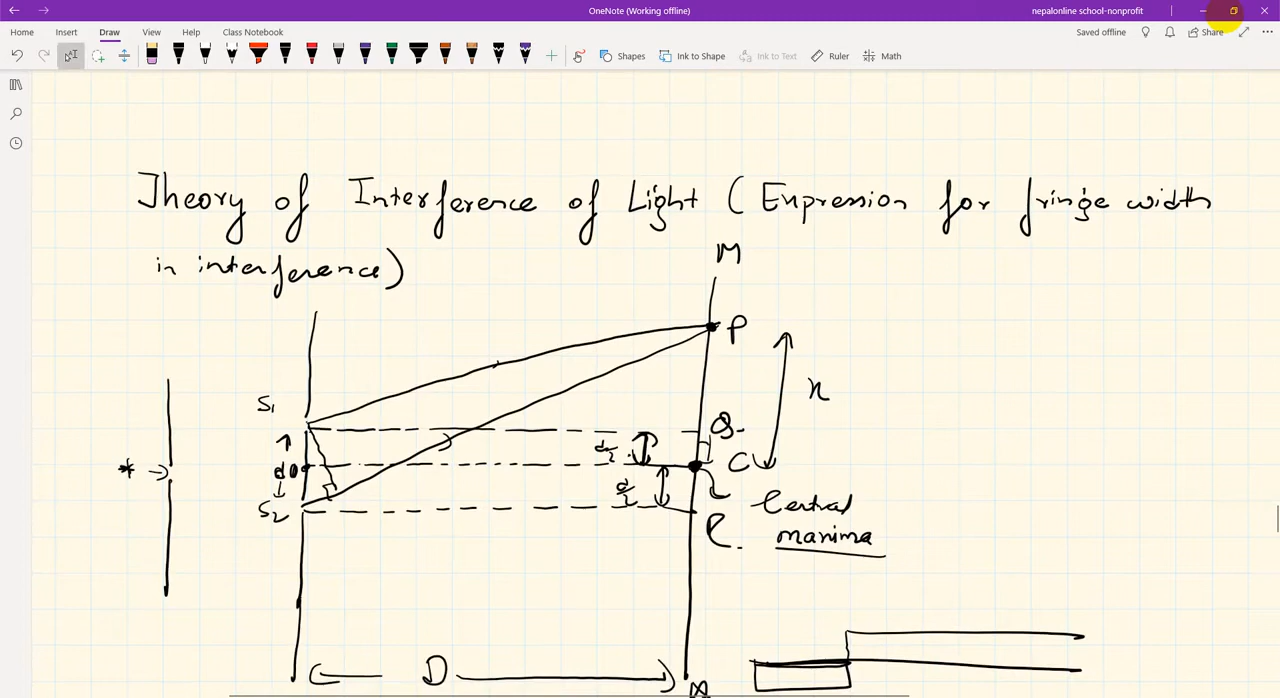 OneNote (Working offline)
nepalonline school-nonprofit
Home Insert Draw View Help Class Notebook
Saved offline Share
Shapes Ink to Shape Ink to Text Ruler Math
Theory of Interference of Light ( Expression for fringe width
in interference)
M
P
S1
x
Q
d/2
C
d
d/2
S2
Central
R
maxima
D
N